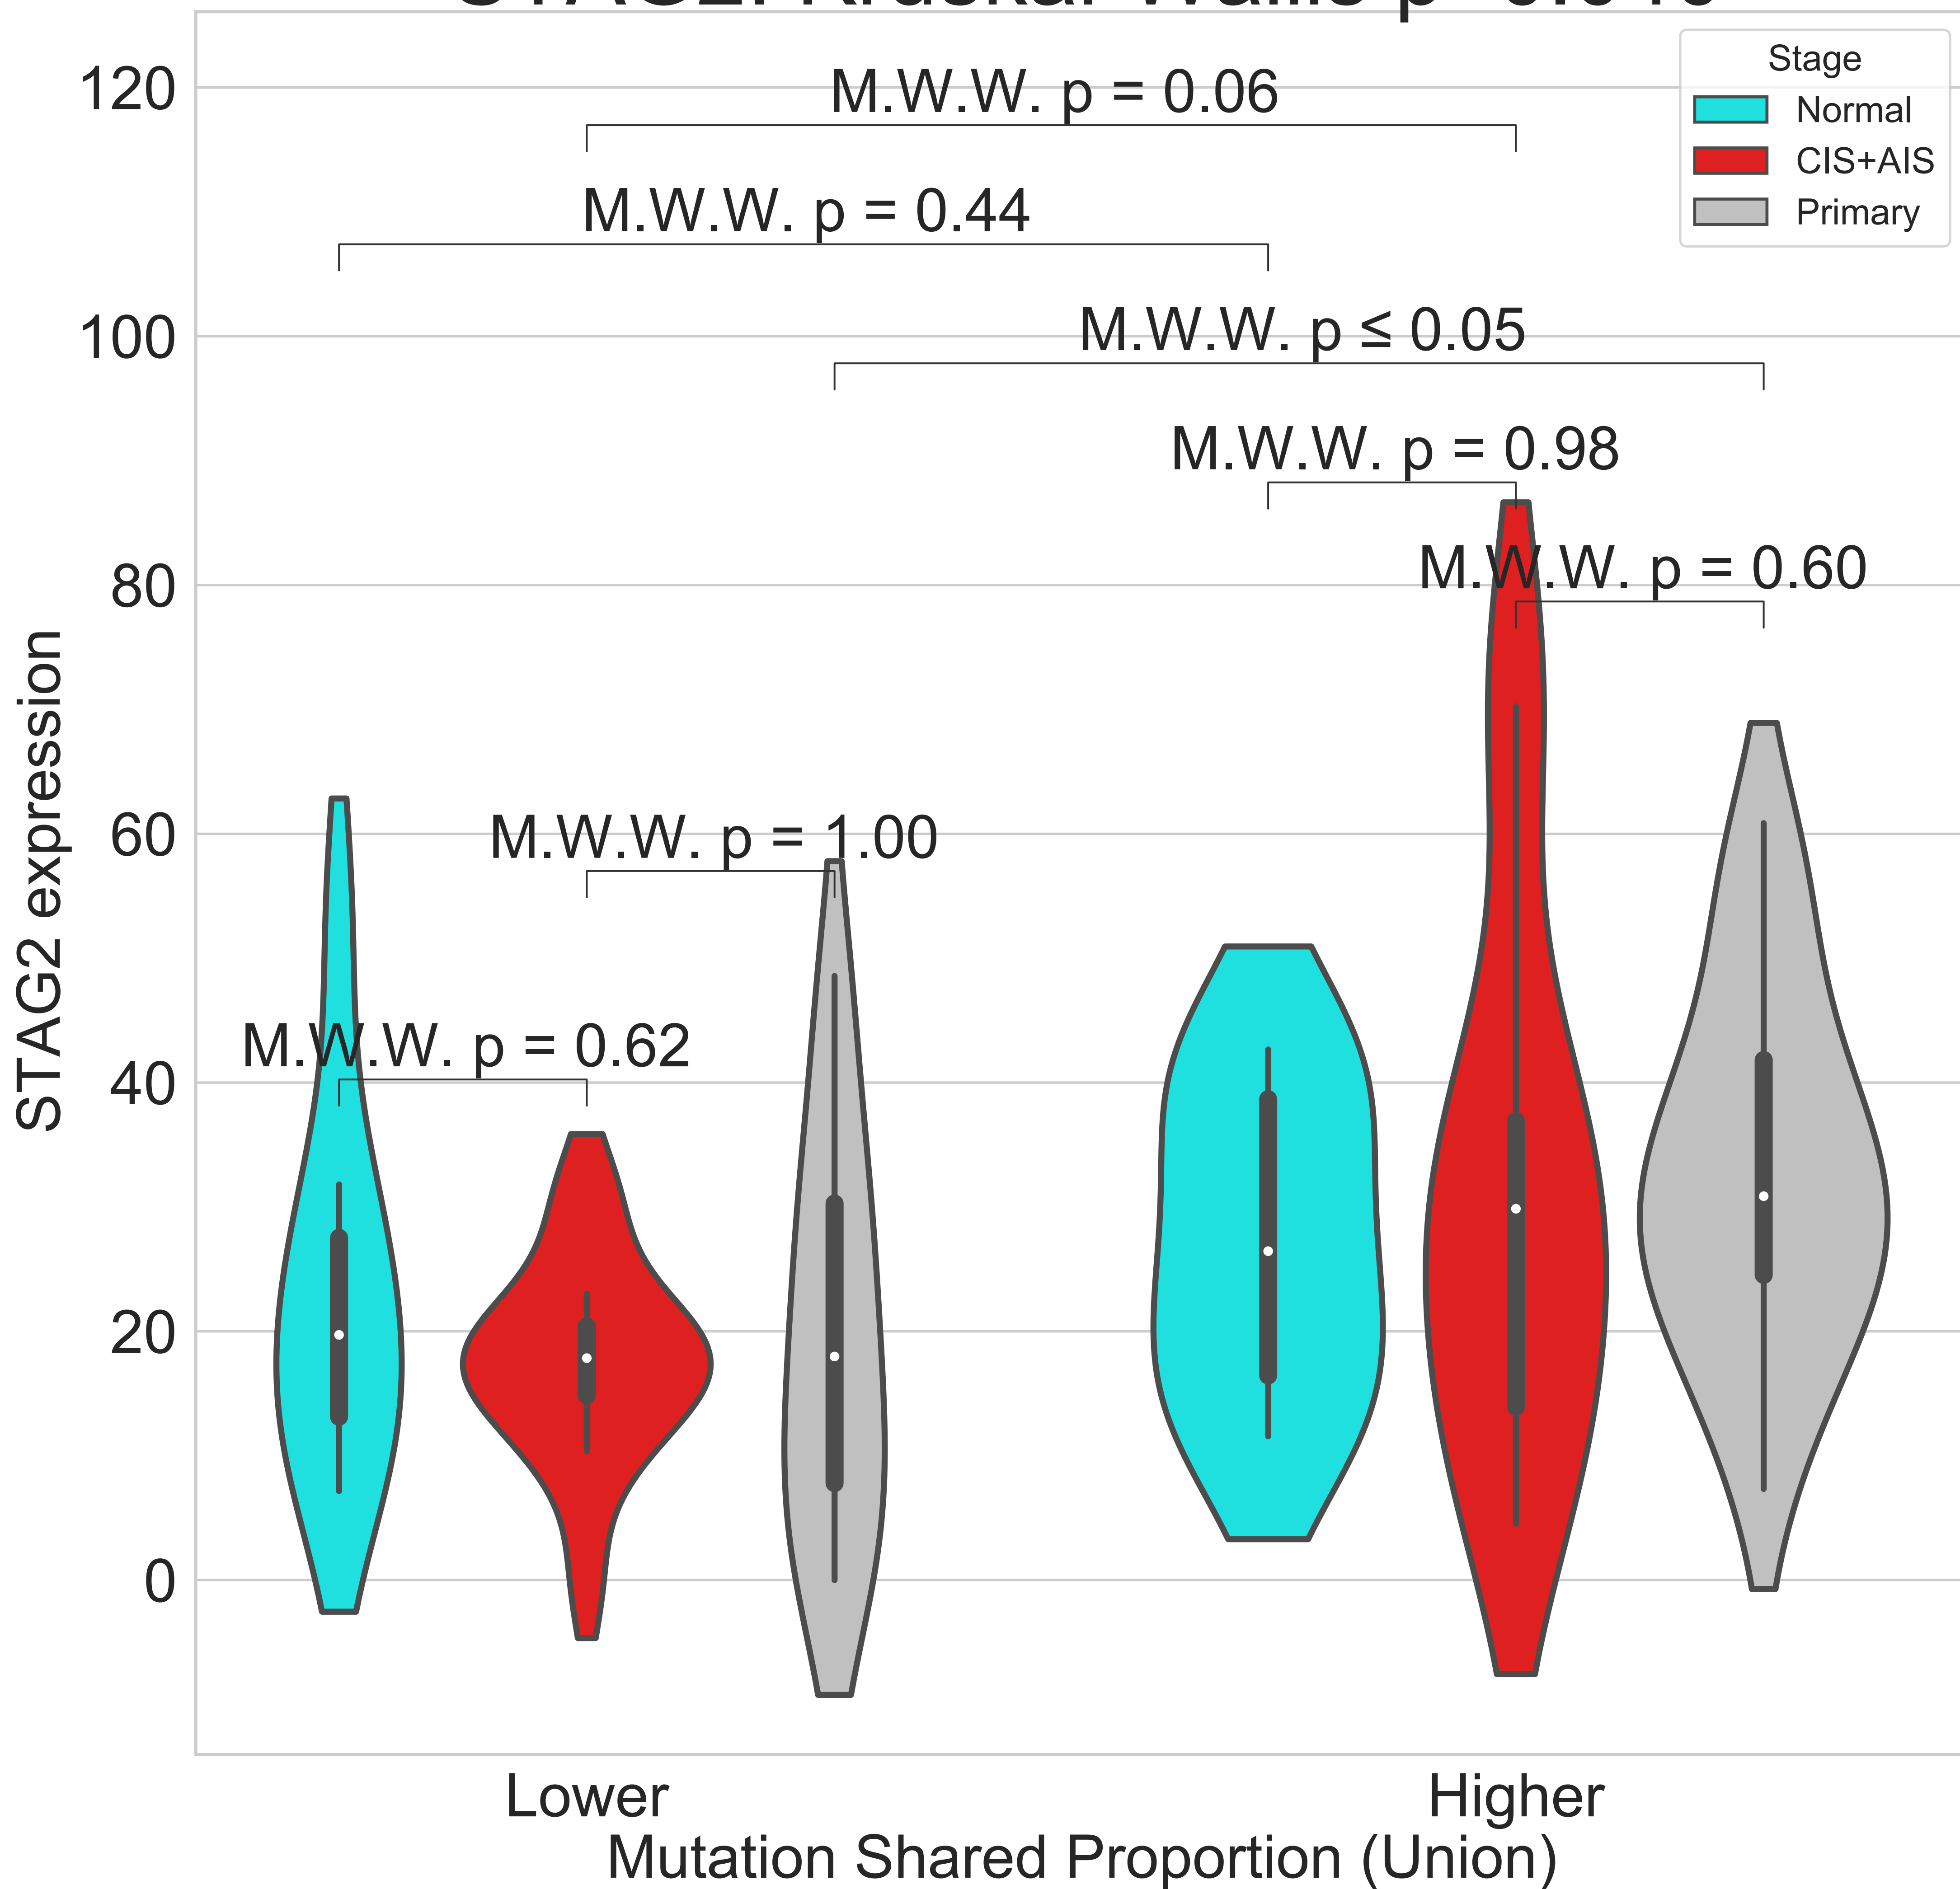 M.W.W. p = 0.06
M.W.W. p = 0.44
M.W.W. p ≤ 0.05
M.W.W. p = 0.98
M.W.W. p = 0.60
M.W.W. p = 1.00
M.W.W. p = 0.62
Stage
Normal
CIS+AIS
Primary
120
100
80
60
40
20
0
STAG2 expression
Lower
Higher
Mutation Shared Proportion (Union)